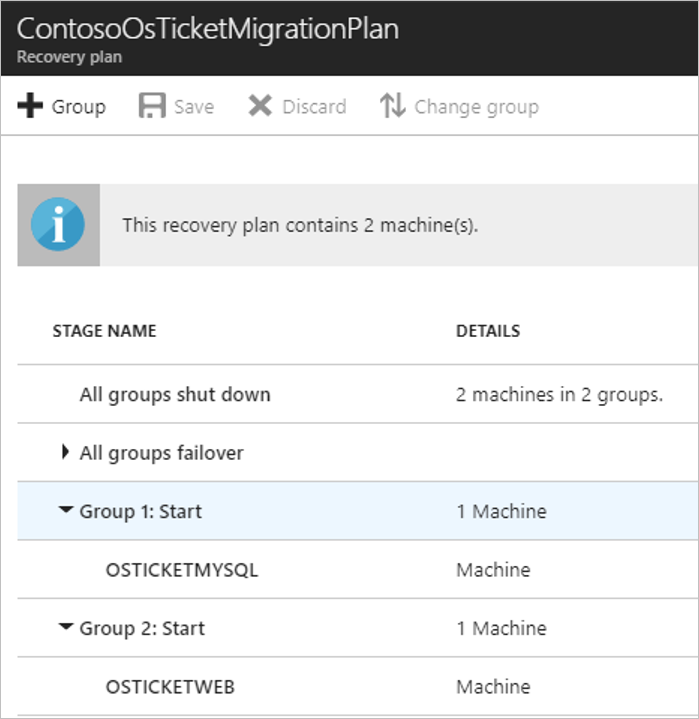 ContosoOsTicketMigrationPlan
Recovery plan
Group Save Discard Change group
This recovery plan contains 2 machine(s).
STAGE NAME DETAILS
All groups shut down 2 machines in 2 groups.
All groups failover
Group 1: Start 1 Machine
OSTICKETMYSQL Machine
Group 2: Start 1 Machine
OSTICKETWEB Machine